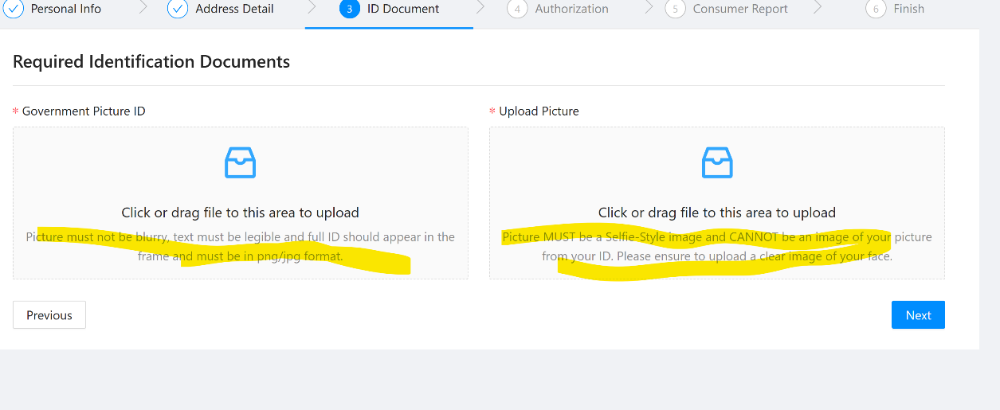 Personal Info
Address Detail
3 ID Document
4 Authorization
5 Consumer Report
6 Finish
Required Identification Documents
* Government Picture ID
* Upload Picture
Click or drag file to this area to upload
Picture must not be blurry, text must be legible and full ID should appear in the
frame and must be in png/jpg format.
Click or drag file to this area to upload
Picture MUST be a Selfie-Style image and CANNOT be an image of your picture
from your ID. Please ensure to upload a clear image of your face.
Previous
Next